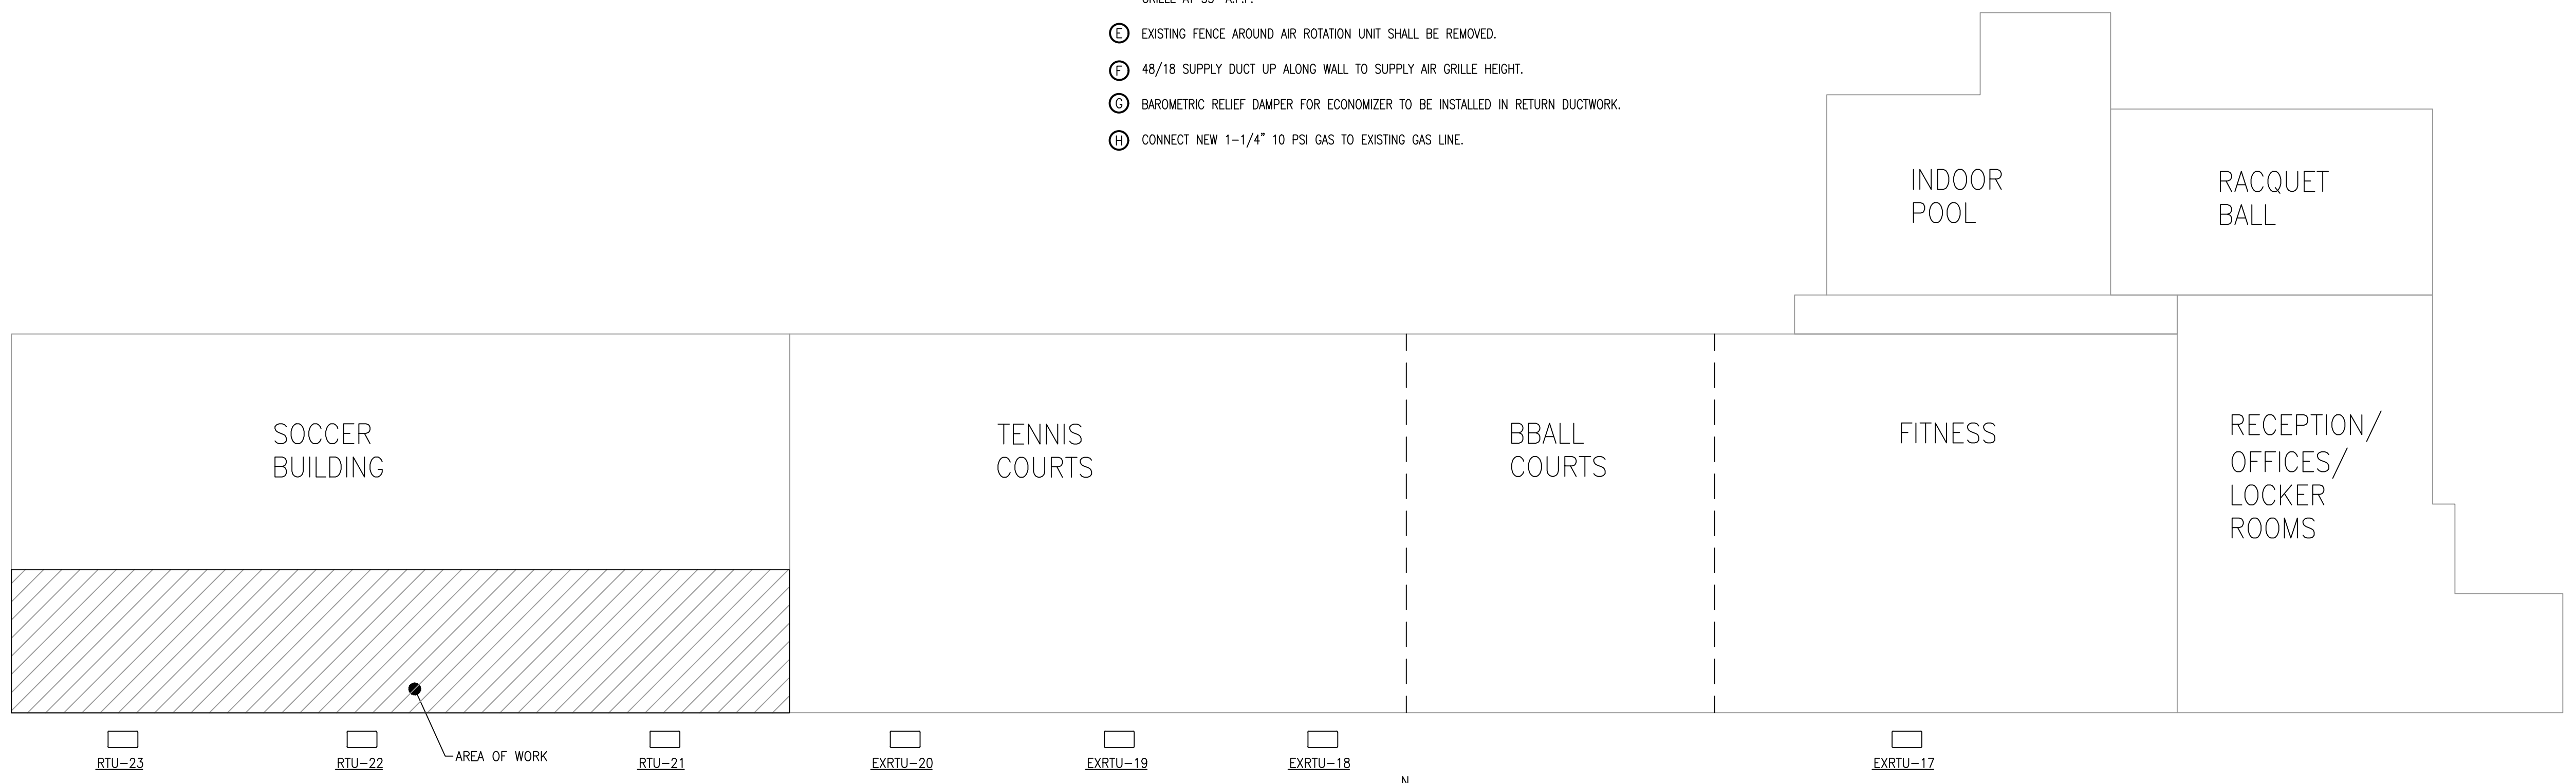 GRILLE AT 35' A.F.F.
E EXISTING FENCE AROUND AIR ROTATION UNIT SHALL BE REMOVED.
F 48/18 SUPPLY DUCT UP ALONG WALL TO SUPPLY AIR GRILLE HEIGHT.
G BAROMETRIC RELIEF DAMPER FOR ECONOMIZER TO BE INSTALLED IN RETURN DUCTWORK.
H CONNECT NEW 1-1/4" 10 PSI GAS TO EXISTING GAS LINE.
INDOOR
POOL
RACQUET
BALL
SOCCER
BUILDING
TENNIS
COURTS
BBALL
COURTS
FITNESS
RECEPTION/
OFFICES/
LOCKER
ROOMS
AREA OF WORK
RTU-23
RTU-22
RTU-21
EXRTU-20
EXRTU-19
EXRTU-18
EXRTU-17
N